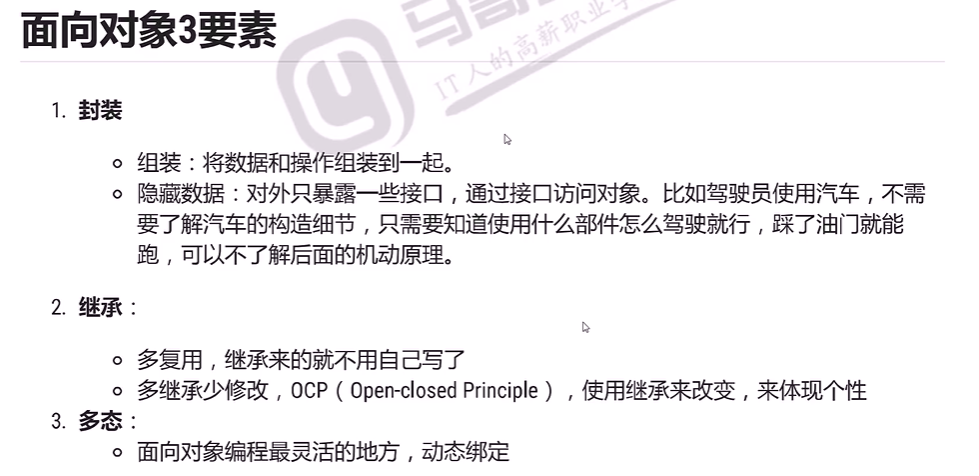 面向对象3要素
IT人的高薪职业学
1. 封装
组装：将数据和操作组装到一起。
隐藏数据：对外只暴露一些接口，通过接口访问对象。比如驾驶员使用汽车，不需
要了解汽车的构造细节，只需要知道使用什么部件怎么驾驶就行，踩了油门就能
跑，可以不了解后面的机动原理。
2. 继承：
多复用，继承来的就不用自己写了
多继承少修改，OCP（Open-closed Principle），使用继承来改变，来体现个性
3. 多态：
面向对象编程最灵活的地方，动态绑定